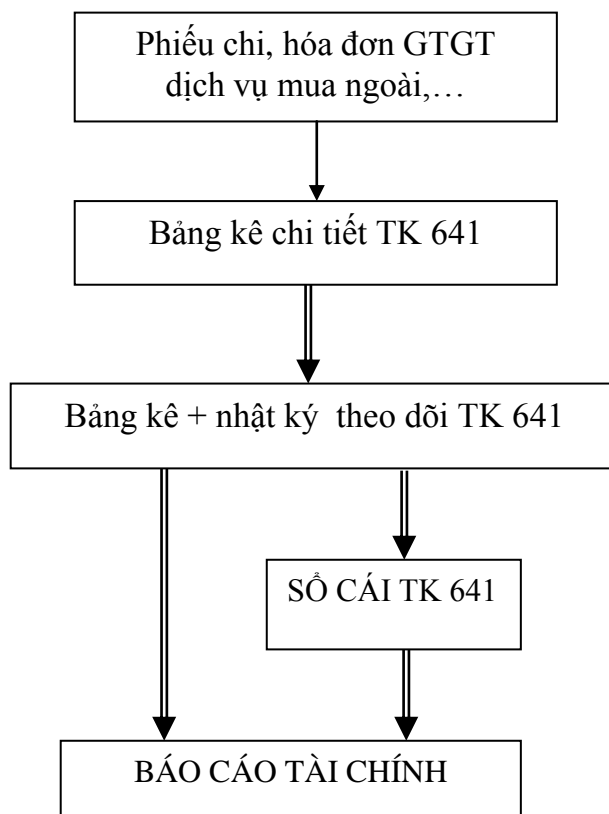 Phiếu chi, hóa đơn GTGT
dịch vụ mua ngoài,…
Bảng kê chi tiết TK 641
Bảng kê + nhật ký theo dõi TK 641
SỔ CÁI TK 641
BÁO CÁO TÀI CHÍNH